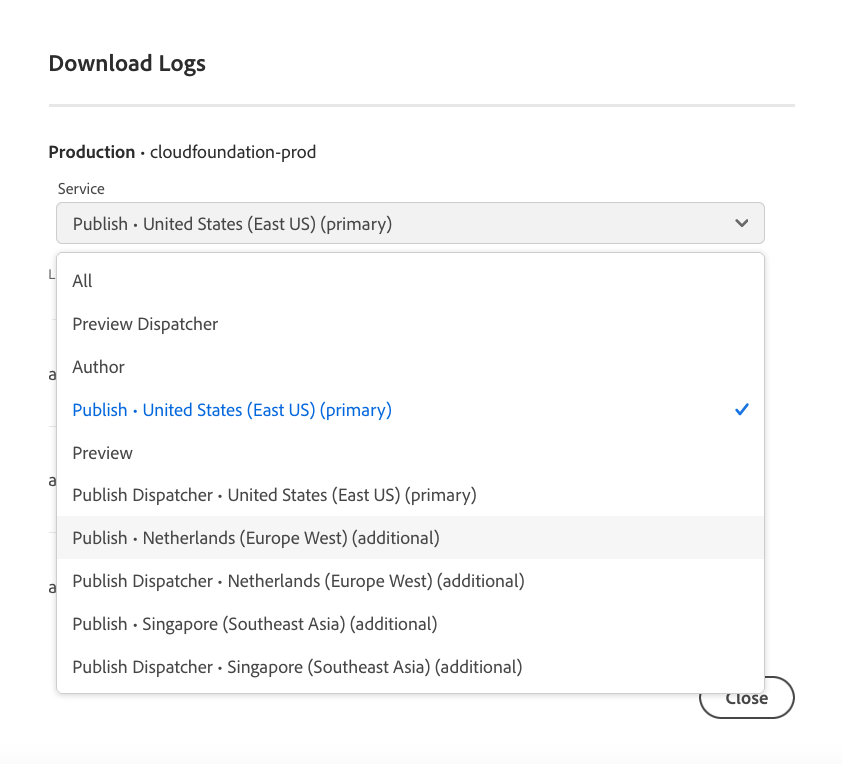 Download Logs
Production • cloudfoundation-prod
Service
Publish • United States (East US) (primary)
All
Preview Dispatcher
Author
Publish • United States (East US) (primary)
Preview
Publish Dispatcher • United States (East US) (primary)
Publish • Netherlands (Europe West) (additional)
Publish Dispatcher • Netherlands (Europe West) (additional)
Publish • Singapore (Southeast Asia) (additional)
Publish Dispatcher • Singapore (Southeast Asia) (additional)
Close